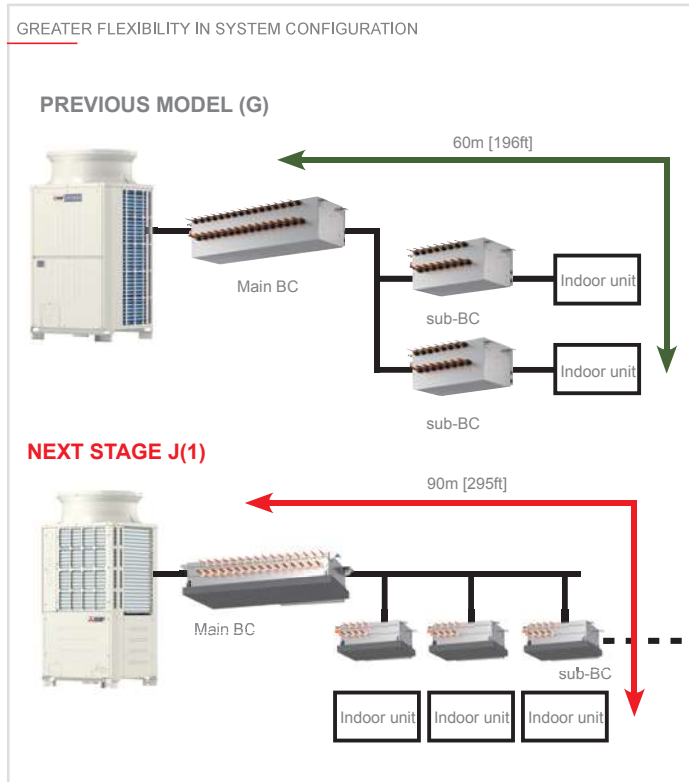 GREATER FLEXIBILITY IN SYSTEM CONFIGURATION
PREVIOUS MODEL (G)
60m [196ft]
Main BC
Indoor unit
sub-BC
Indoor unit
sub-BC
NEXT STAGE J(1)
90m [295ft]
Main BC
sub-BC
Indoor unit
Indoor unit
Indoor unit